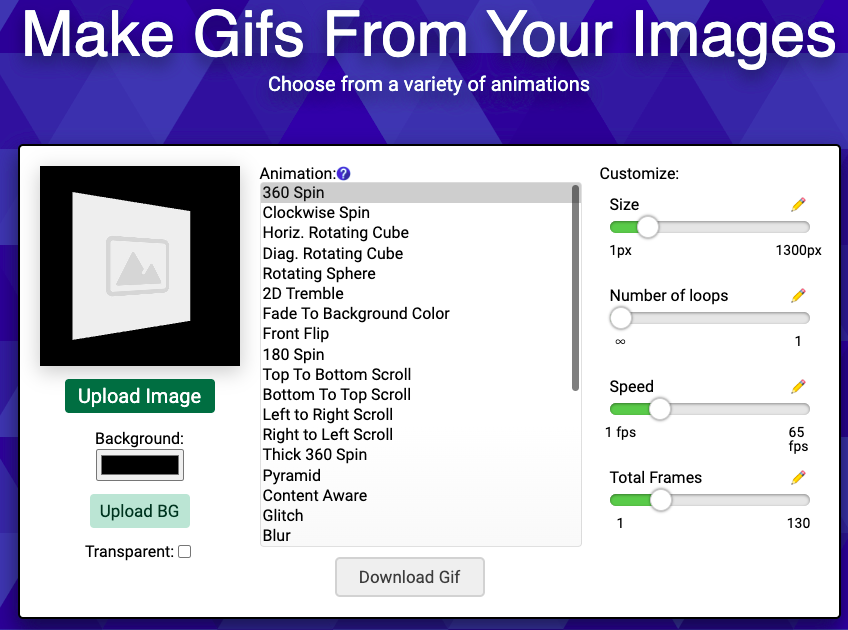 Make Gifs From Your Images
Choose from a variety of animations
Upload Image
Background:
Upload BG
Transparent:
Animation:?
360 Spin
Clockwise Spin
Horiz. Rotating Cube
Diag. Rotating Cube
Rotating Sphere
2D Tremble
Fade To Background Color
Front Flip
180 Spin
Top To Bottom Scroll
Bottom To Top Scroll
Left to Right Scroll
Right to Left Scroll
Thick 360 Spin
Pyramid
Content Aware
Glitch
Blur
Download Gif
Customize:
Size
1px 1300px
Number of loops
∞ 1
Speed
1 fps 65
fps
Total Frames
1 130